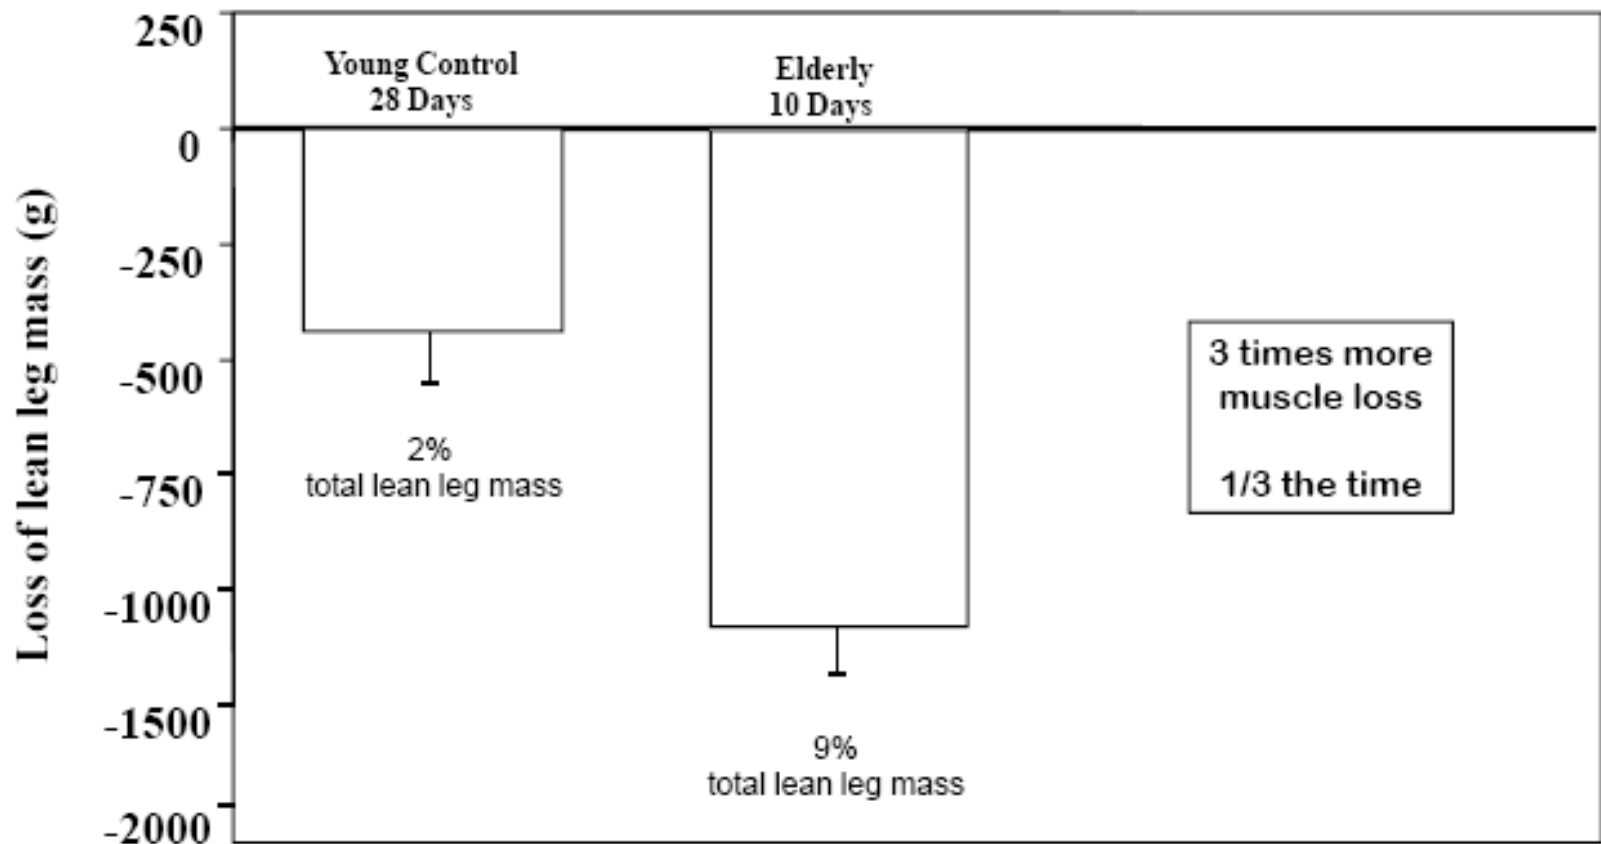 Loss of lean leg mass (g)
250
0
-250
-500
-750
-1000
-1500
-2000
Young Control
28 Days
Elderly
10 Days
2%
total lean leg mass
9%
total lean leg mass
3 times more
muscle loss
1/3 the time